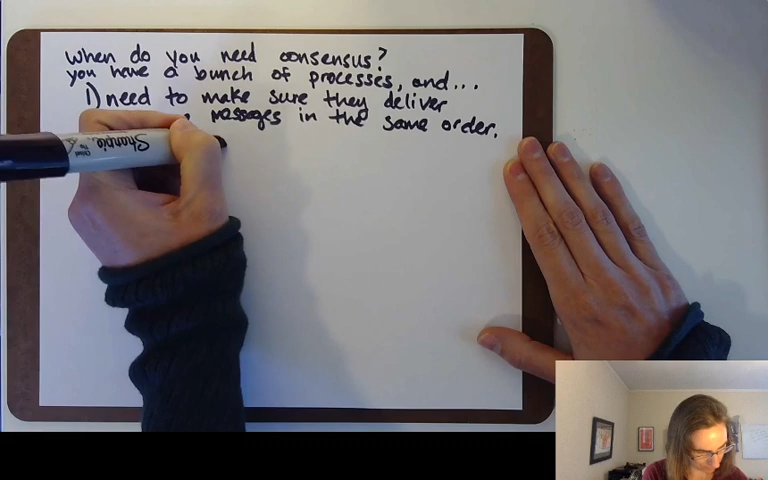 When do you need consensus?
you have a bunch of processes, and...
1) need to make sure they deliver
messages in the same order.
Sharpie